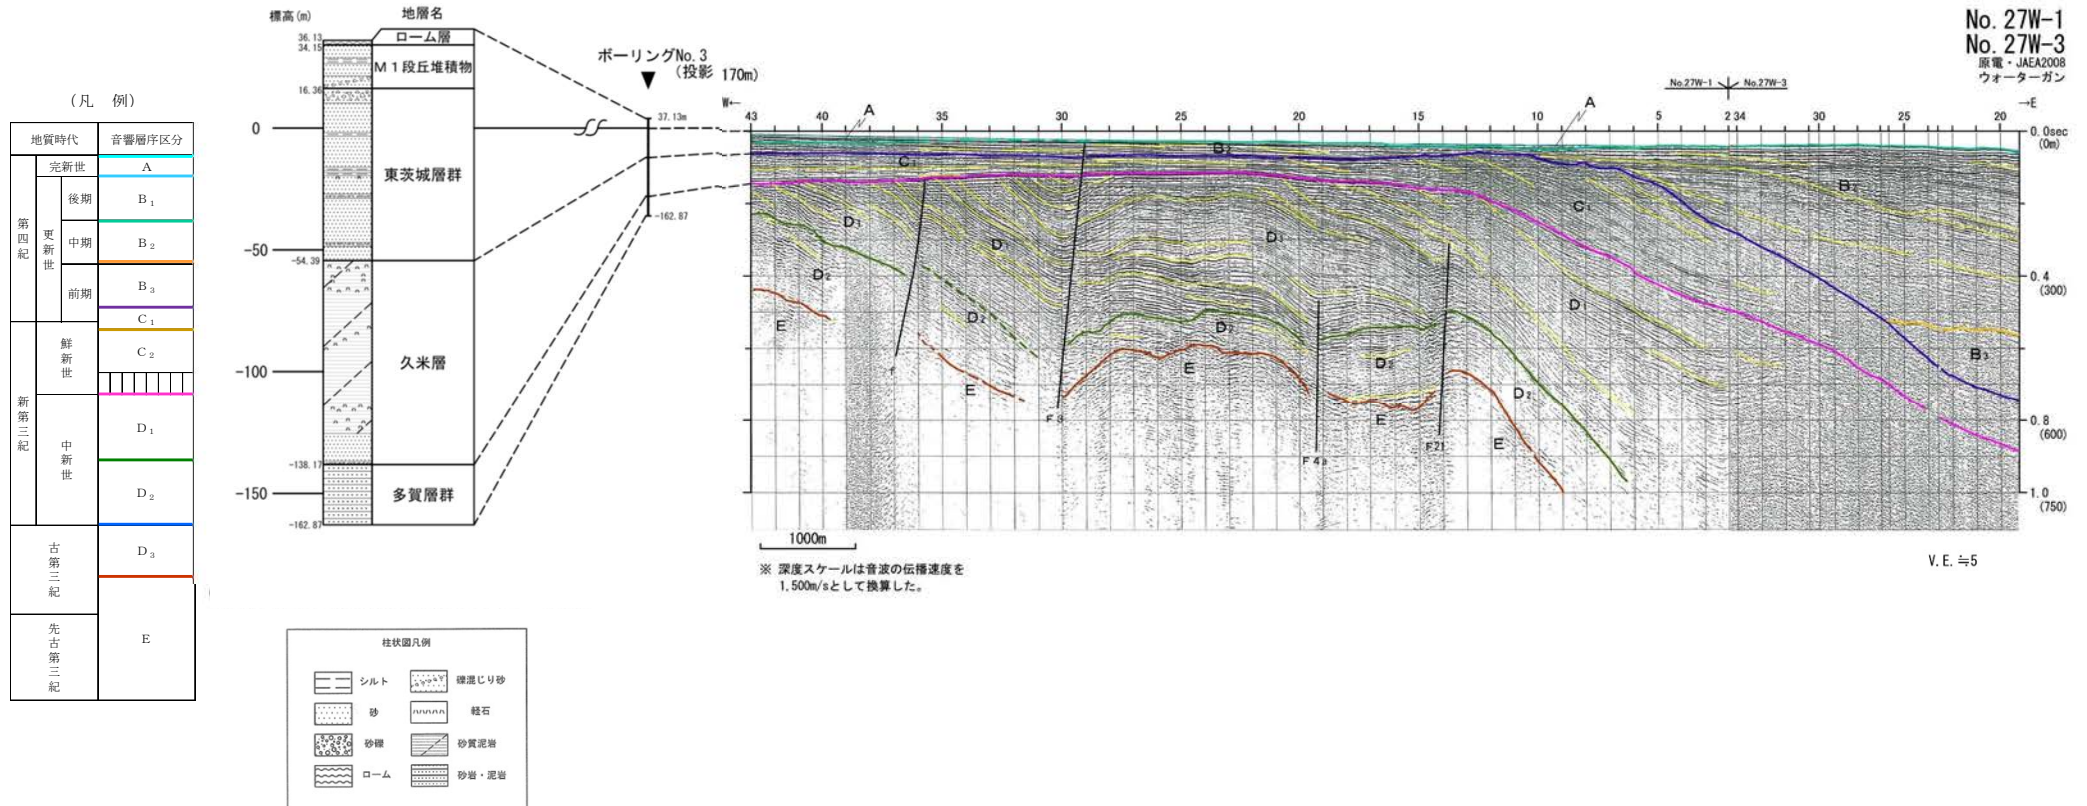 (凡 例)
地質時代 音響層序区分
第四紀
完新世 A
更新世
後期 B₁
中期 B₂
前期 B₃
C₁
新第三紀
鮮新世 C₂
中新世
D₁
D₂
古第三紀 D₃
先古第三紀 E
標高(m) 地層名
36.13
34.15
16.36
0
-50
-54.39
-100
-138.17
-150
-162.87
ローム層
M1段丘堆積物
東茨城層群
久米層
多賀層群
ボーリングNo.3
(投影 170m)
37.13m
-162.87
No.27W-1
No.27W-3
原電・JAEA2008
ウォーターガン
No.27W-1 No.27W-3
W← →E
43 40 35 30 25 20 15 10 5 234 25 20
A A
0.0sec
(0m)
0.4
(300)
0.8
(600)
1.0
(750)
C₁ B₂ B₂
D₁ D₁ D₁ C₁
D₂ D₂ D₂ D₂ D₁ B₃
E E E E D₂ E
f F3 F4a F21
1000m
※ 深度スケールは音波の伝播速度を
1,500m/sとして換算した。
V.E.≒5
柱状図凡例
シルト 礫混じり砂
砂 軽石
砂礫 砂質泥岩
ローム 砂岩・泥岩